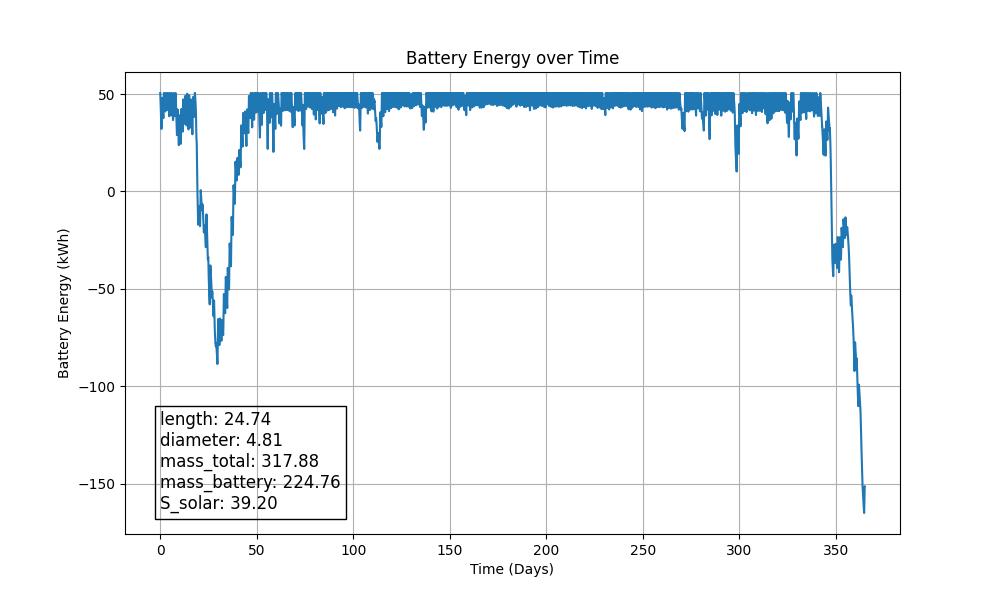 Battery Energy over Time
Battery Energy (kWh)
50
0
−50
−100
−150
length: 24.74
diameter: 4.81
mass_total: 317.88
mass_battery: 224.76
S_solar: 39.20
0 50 100 150 200 250 300 350
Time (Days)